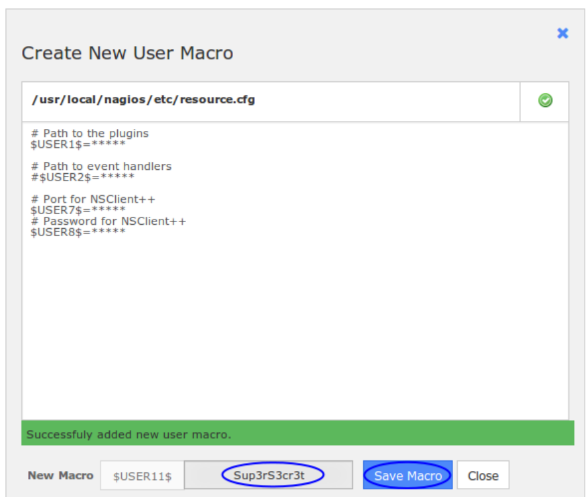 Create New User Macro
/usr/local/nagios/etc/resource.cfg
# Path to the plugins
$USER1$=*****
# Path to event handlers
#$USER2$=*****
# Port for NSClient++
$USER7$=*****
# Password for NSClient++
$USER8$=*****
Successfuly added new user macro.
New Macro $USER11$ Sup3rS3cr3t Save Macro Close